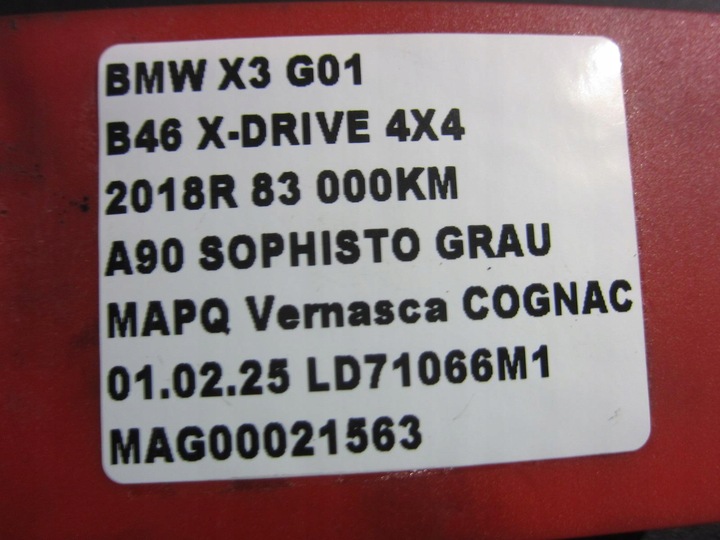 BMW X3 G01
B46 X-DRIVE 4X4
2018R 83 000KM
A90 SOPHISTO GRAU
MAPQ Vernasca COGNAC
01.02.25 LD71066M1
MAG00021563